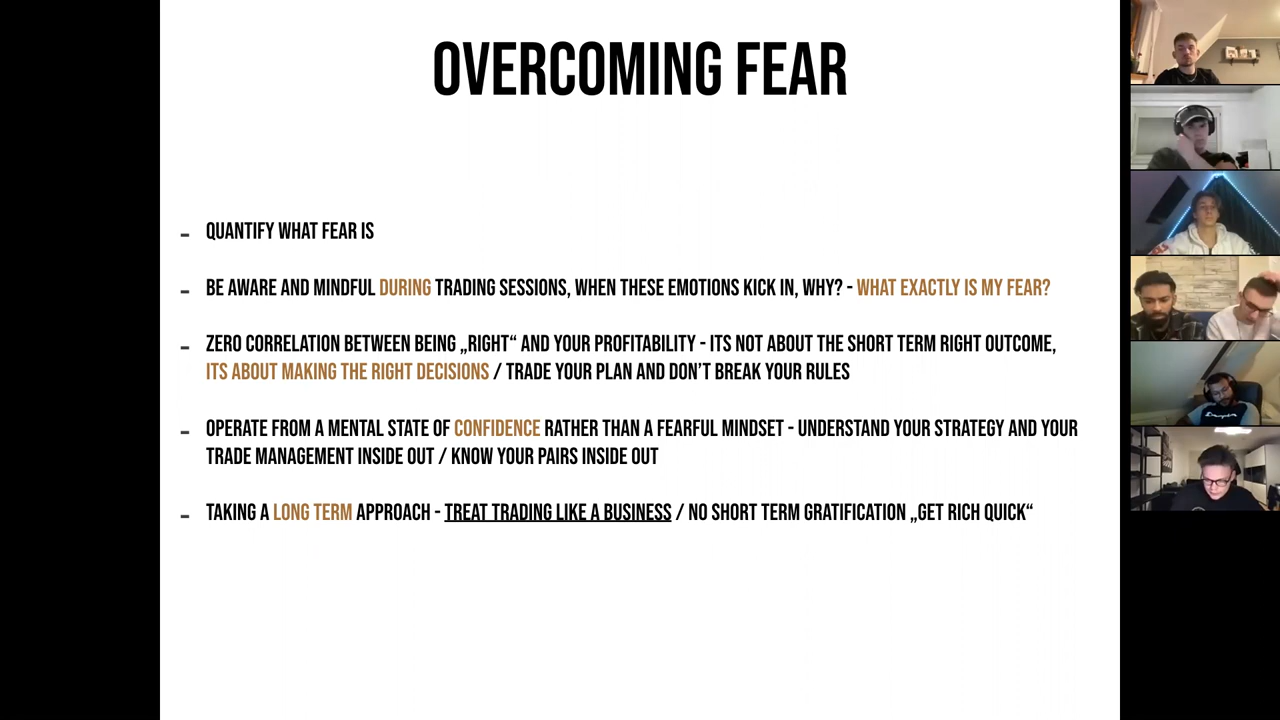 OVERCOMING FEAR
- QUANTIFY WHAT FEAR IS
- BE AWARE AND MINDFUL DURING TRADING SESSIONS, WHEN THESE EMOTIONS KICK IN, WHY? - WHAT EXACTLY IS MY FEAR?
- ZERO CORRELATION BETWEEN BEING „RIGHT“ AND YOUR PROFITABILITY - ITS NOT ABOUT THE SHORT TERM RIGHT OUTCOME,
ITS ABOUT MAKING THE RIGHT DECISIONS / TRADE YOUR PLAN AND DON’T BREAK YOUR RULES
- OPERATE FROM A MENTAL STATE OF CONFIDENCE RATHER THAN A FEARFUL MINDSET - UNDERSTAND YOUR STRATEGY AND YOUR
TRADE MANAGEMENT INSIDE OUT / KNOW YOUR PAIRS INSIDE OUT
- TAKING A LONG TERM APPROACH - TREAT TRADING LIKE A BUSINESS / NO SHORT TERM GRATIFICATION „GET RICH QUICK“